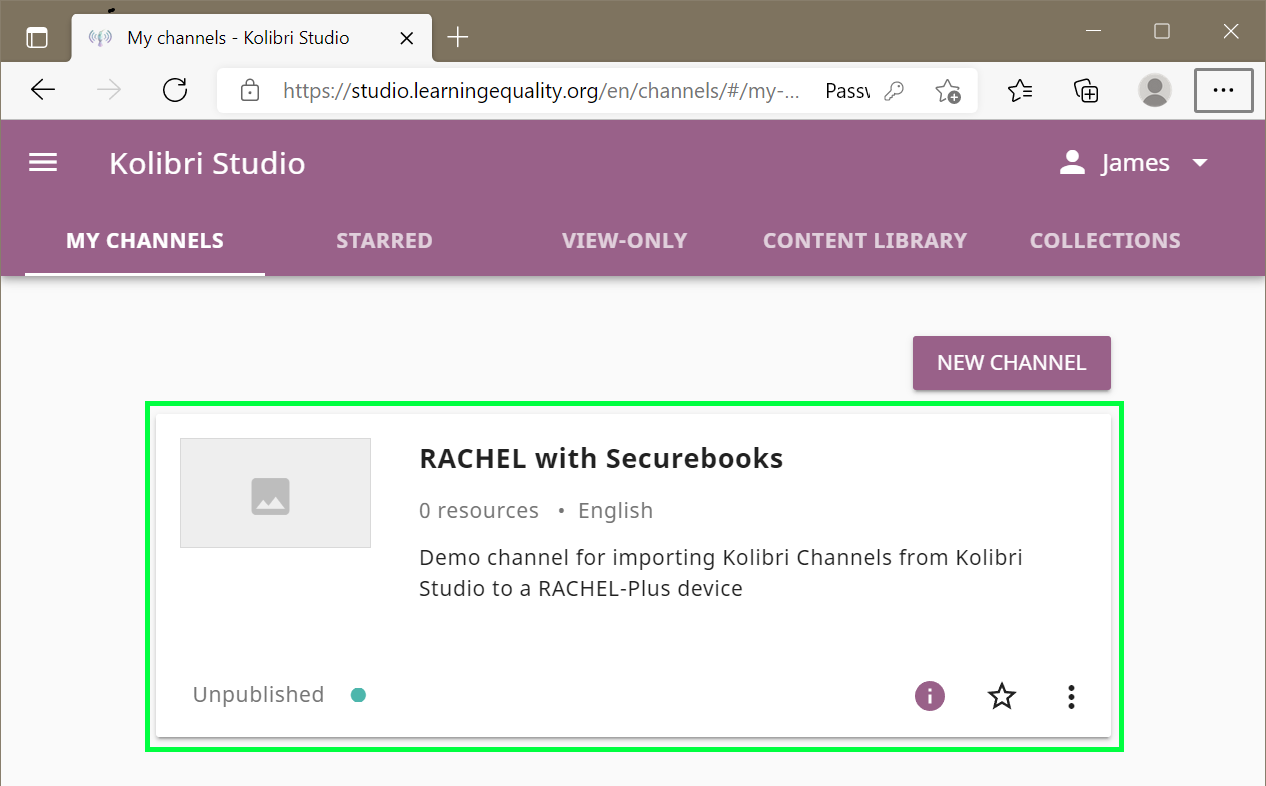 My channels - Kolibri Studio
https://studio.learningequality.org/en/channels/#/my-...
Kolibri Studio
James
MY CHANNELS
STARRED
VIEW-ONLY
CONTENT LIBRARY
COLLECTIONS
NEW CHANNEL
RACHEL with Securebooks
0 resources • English
Demo channel for importing Kolibri Channels from Kolibri
Studio to a RACHEL-Plus device
Unpublished